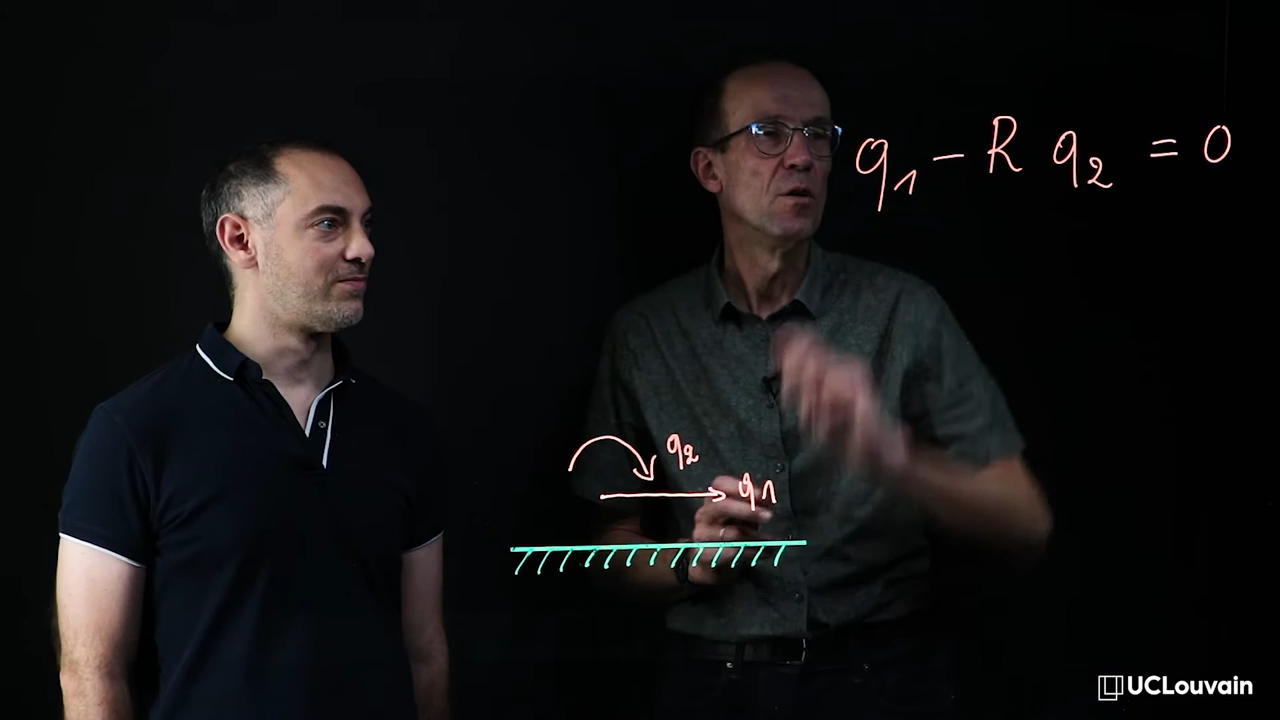 q₁ − R q₂ = 0
q₂
q₁
UCLouvain